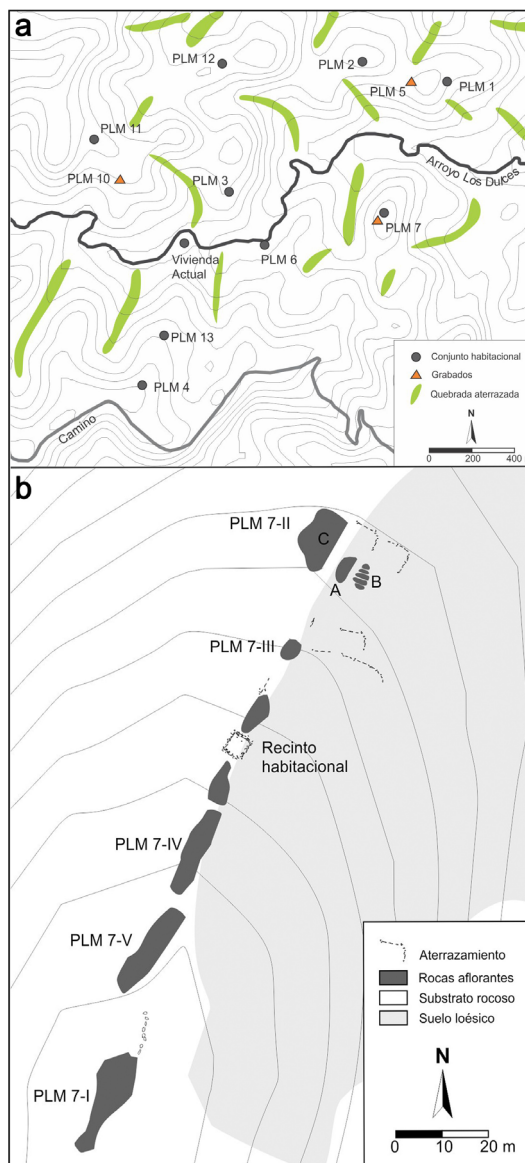 a
PLM 12
PLM 2
PLM 5
PLM 1
PLM 11
PLM 10
PLM 3
Arroyo Los Dulces
PLM 7
Vivienda
Actual
PLM 6
PLM 13
PLM 4
Camino
Conjunto habitacional
Grabados
Quebrada aterrazada
N
0 200 400
b
PLM 7-II
C
A
B
PLM 7-III
Recinto
habitacional
PLM 7-IV
PLM 7-V
PLM 7-I
Aterrazamiento
Rocas aflorantes
Substrato rocoso
Suelo loésico
N
0 10 20 m